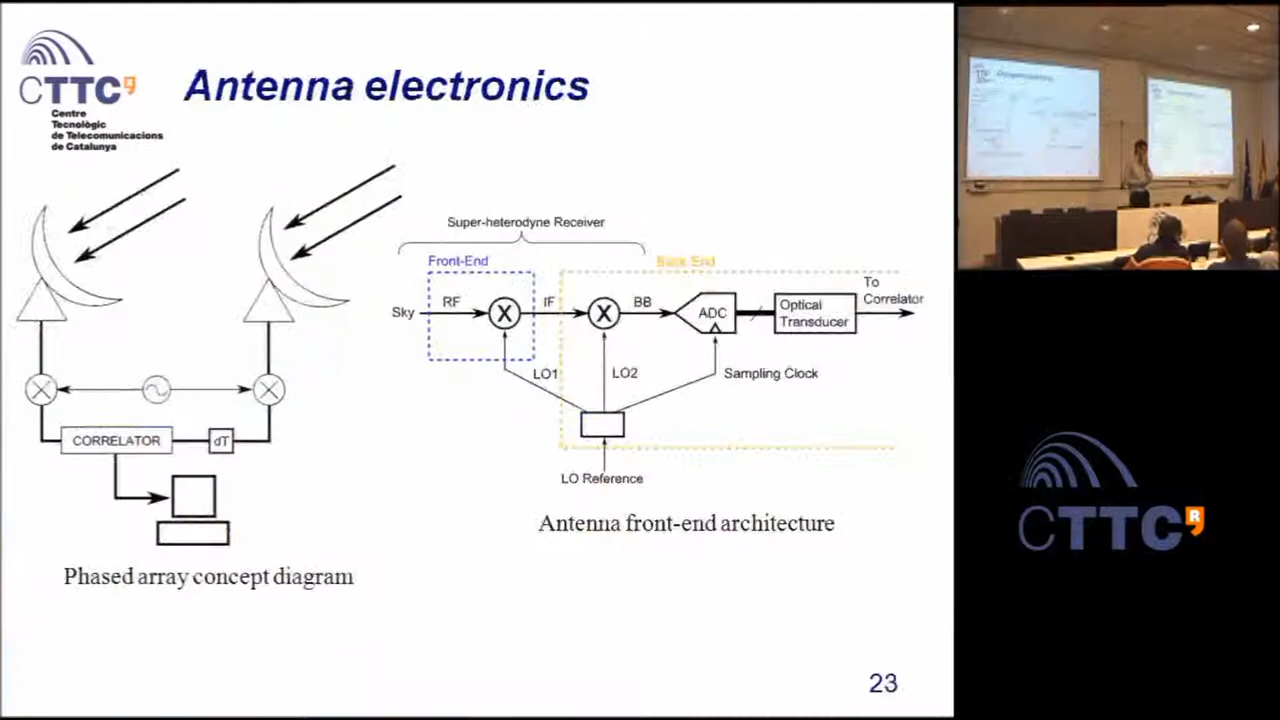 CTTC
Centre
Tecnològic
de Telecomunicacions
de Catalunya
Antenna electronics
X
X
CORRELATOR
dT
Phased array concept diagram
Super-heterodyne Receiver
Front-End
Back End
Sky
RF
X
IF
X
BB
ADC
Optical
Transducer
To
Correlator
LO1
LO2
Sampling Clock
LO Reference
Antenna front-end architecture
23
CTTC
R